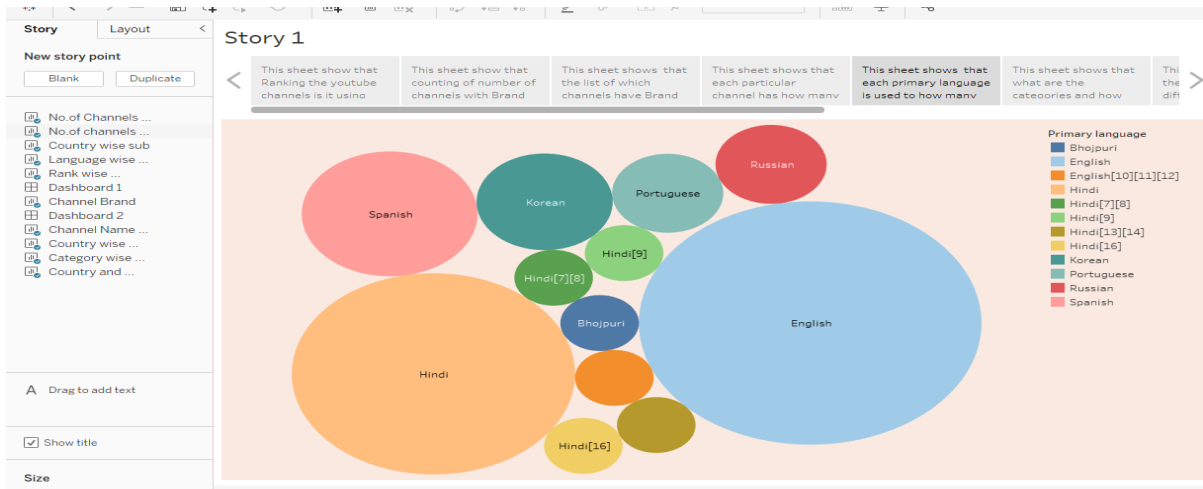 Story
Layout
<
New story point
Blank
Duplicate
No.of Channels ...
No.of channels ...
Country wise sub
Language wise ...
Rank wise ...
Dashboard 1
Channel Brand
Dashboard 2
Channel Name ...
Country wise ...
Category wise ...
Country and ...
A Drag to add text
Show title
Size
Story 1
This sheet show that
Ranking the youtube
channels is it using
This sheet show that
counting of number of
channels with Brand
This sheet shows that
the list of which
channels have Brand
This sheet shows that
each particular
channel has how many
This sheet shows that
each primary language
is used to how many
This sheet shows that
what are the
categories and how
Spanish
Korean
Portuguese
Russian
Hindi[9]
Hindi[7][8]
Bhojpuri
English
Hindi
Hindi[16]
Primary language
Bhojpuri
English
English[10][11][12]
Hindi
Hindi[7][8]
Hindi[9]
Hindi[13][14]
Hindi[16]
Korean
Portuguese
Russian
Spanish